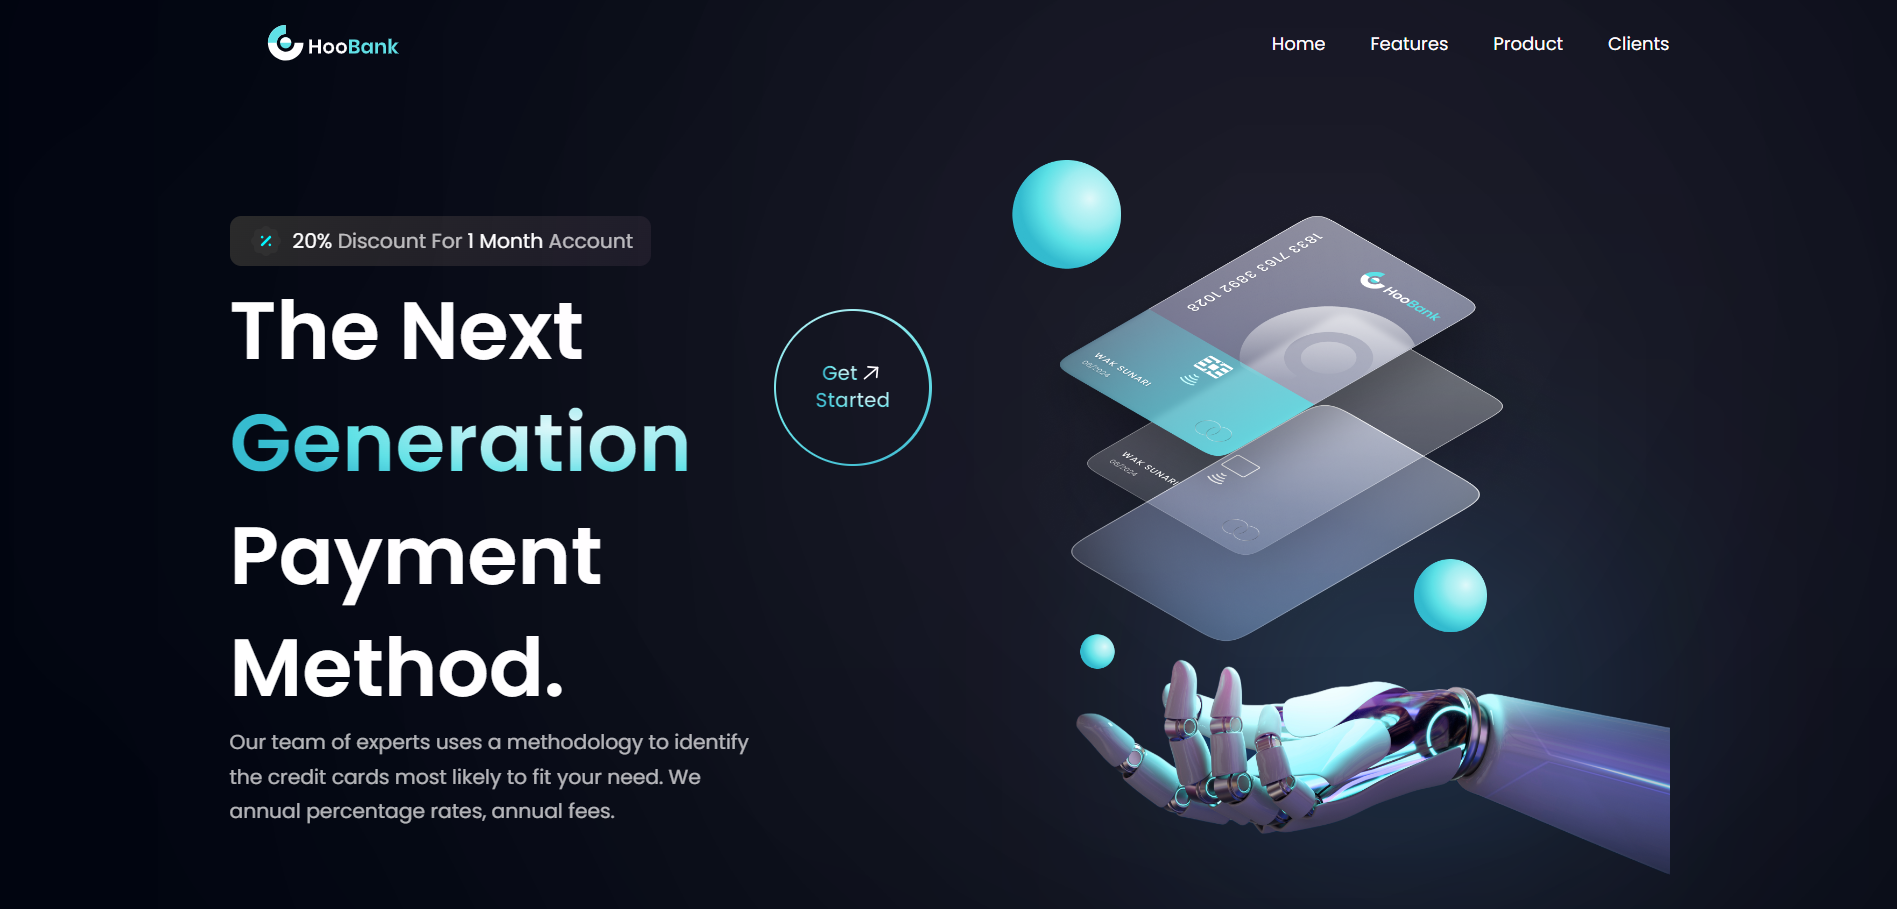 HooBank
Home
Features
Product
Clients
20% Discount For 1 Month Account
The Next
Generation
Payment
Method.
Get
Started
Our team of experts uses a methodology to identify
the credit cards most likely to fit your need. We
annual percentage rates, annual fees.
1833 7163 3892 1028
HooBank
WAK SUNARI
06/2024
WAK SUNARI
06/2024